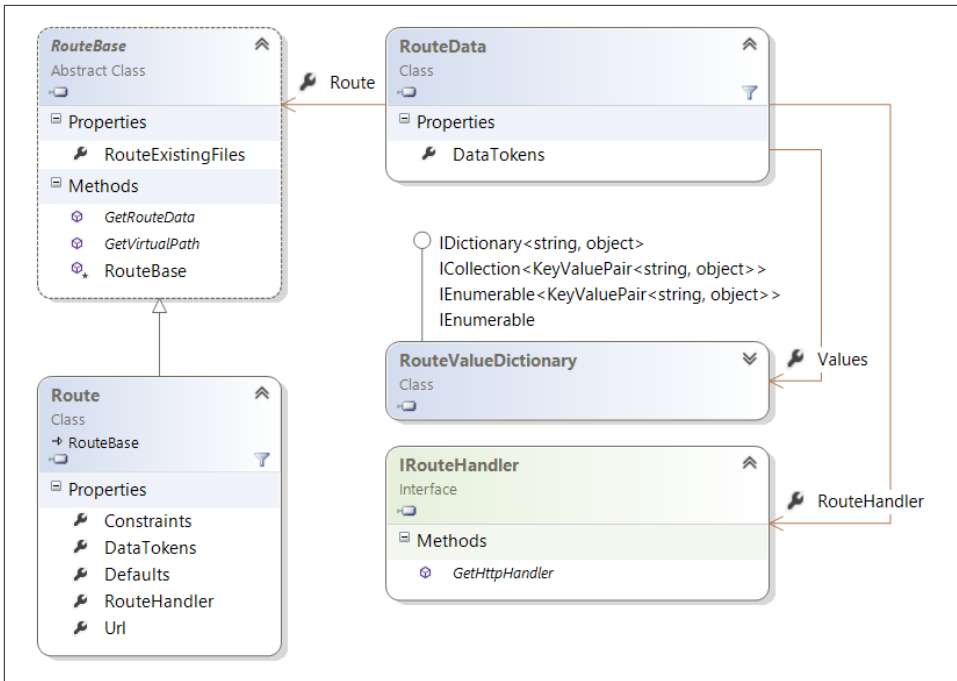 RouteBase
Abstract Class
Properties
RouteExistingFiles
Methods
GetRouteData
GetVirtualPath
RouteBase
Route
RouteData
Class
Properties
DataTokens
IDictionary<string, object>
ICollection<KeyValuePair<string, object>>
IEnumerable<KeyValuePair<string, object>>
IEnumerable
RouteValueDictionary
Class
Values
Route
Class
RouteBase
Properties
Constraints
DataTokens
Defaults
RouteHandler
Url
IRouteHandler
Interface
Methods
GetHttpHandler
RouteHandler